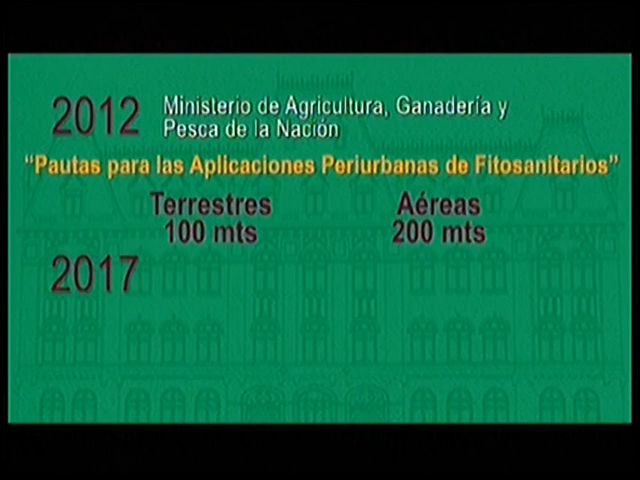 2012
Ministerio de Agricultura, Ganadería y
Pesca de la Nación
“Pautas para las Aplicaciones Periurbanas de Fitosanitarios”
Terrestres
100 mts
Aéreas
200 mts
2017